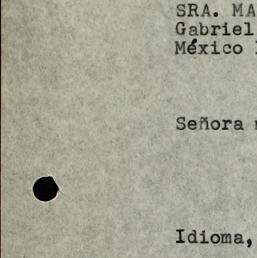 SRA. MA
Gabriel
México
Señora
Idioma,